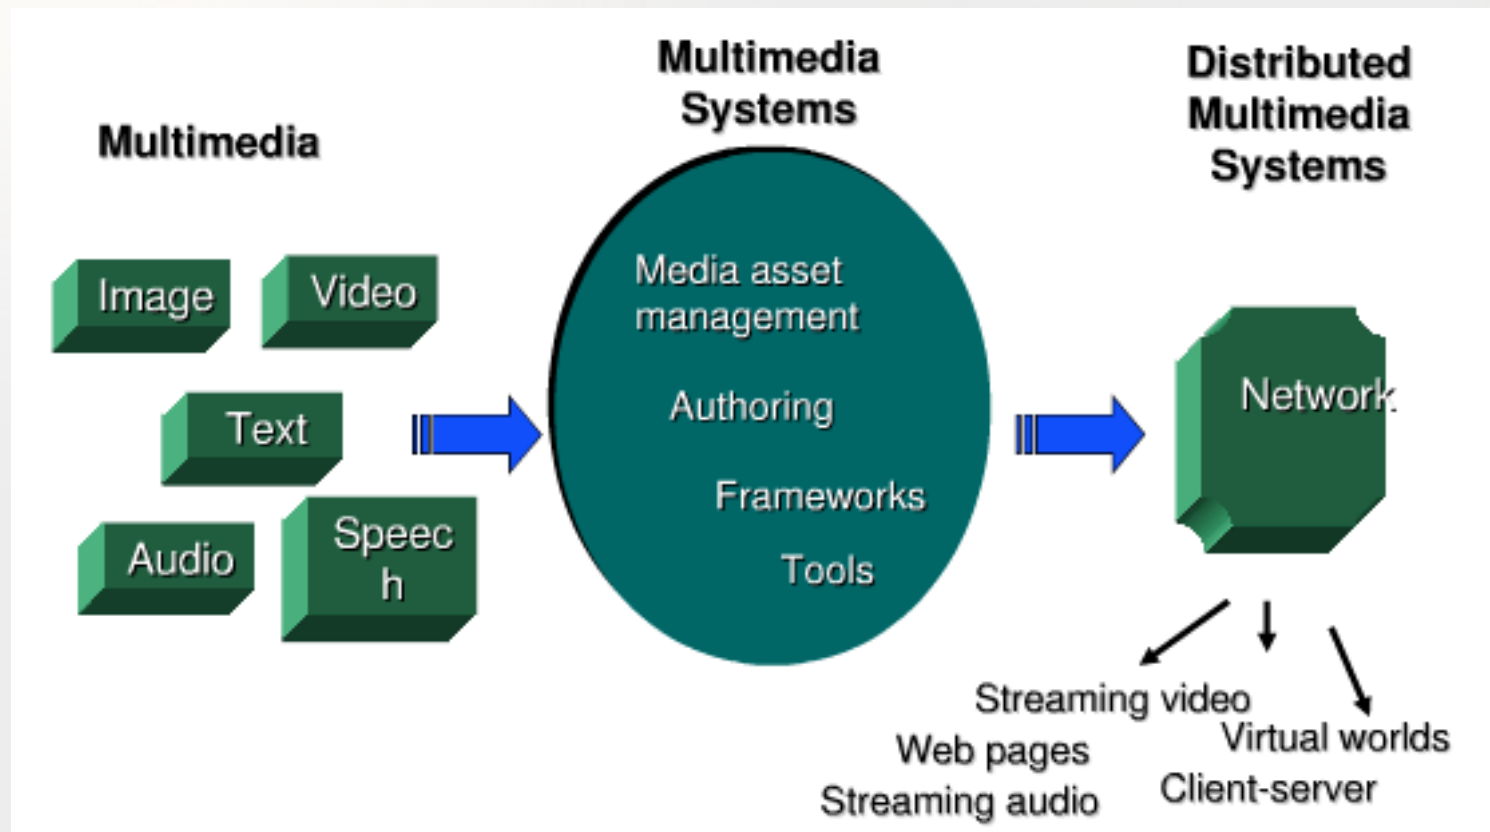 Multimedia
Image
Video
Text
Audio
Speec
h
Multimedia
Systems
Media asset
management
Authoring
Frameworks
Tools
Distributed
Multimedia
Systems
Network
Streaming video
Virtual worlds
Web pages
Client-server
Streaming audio